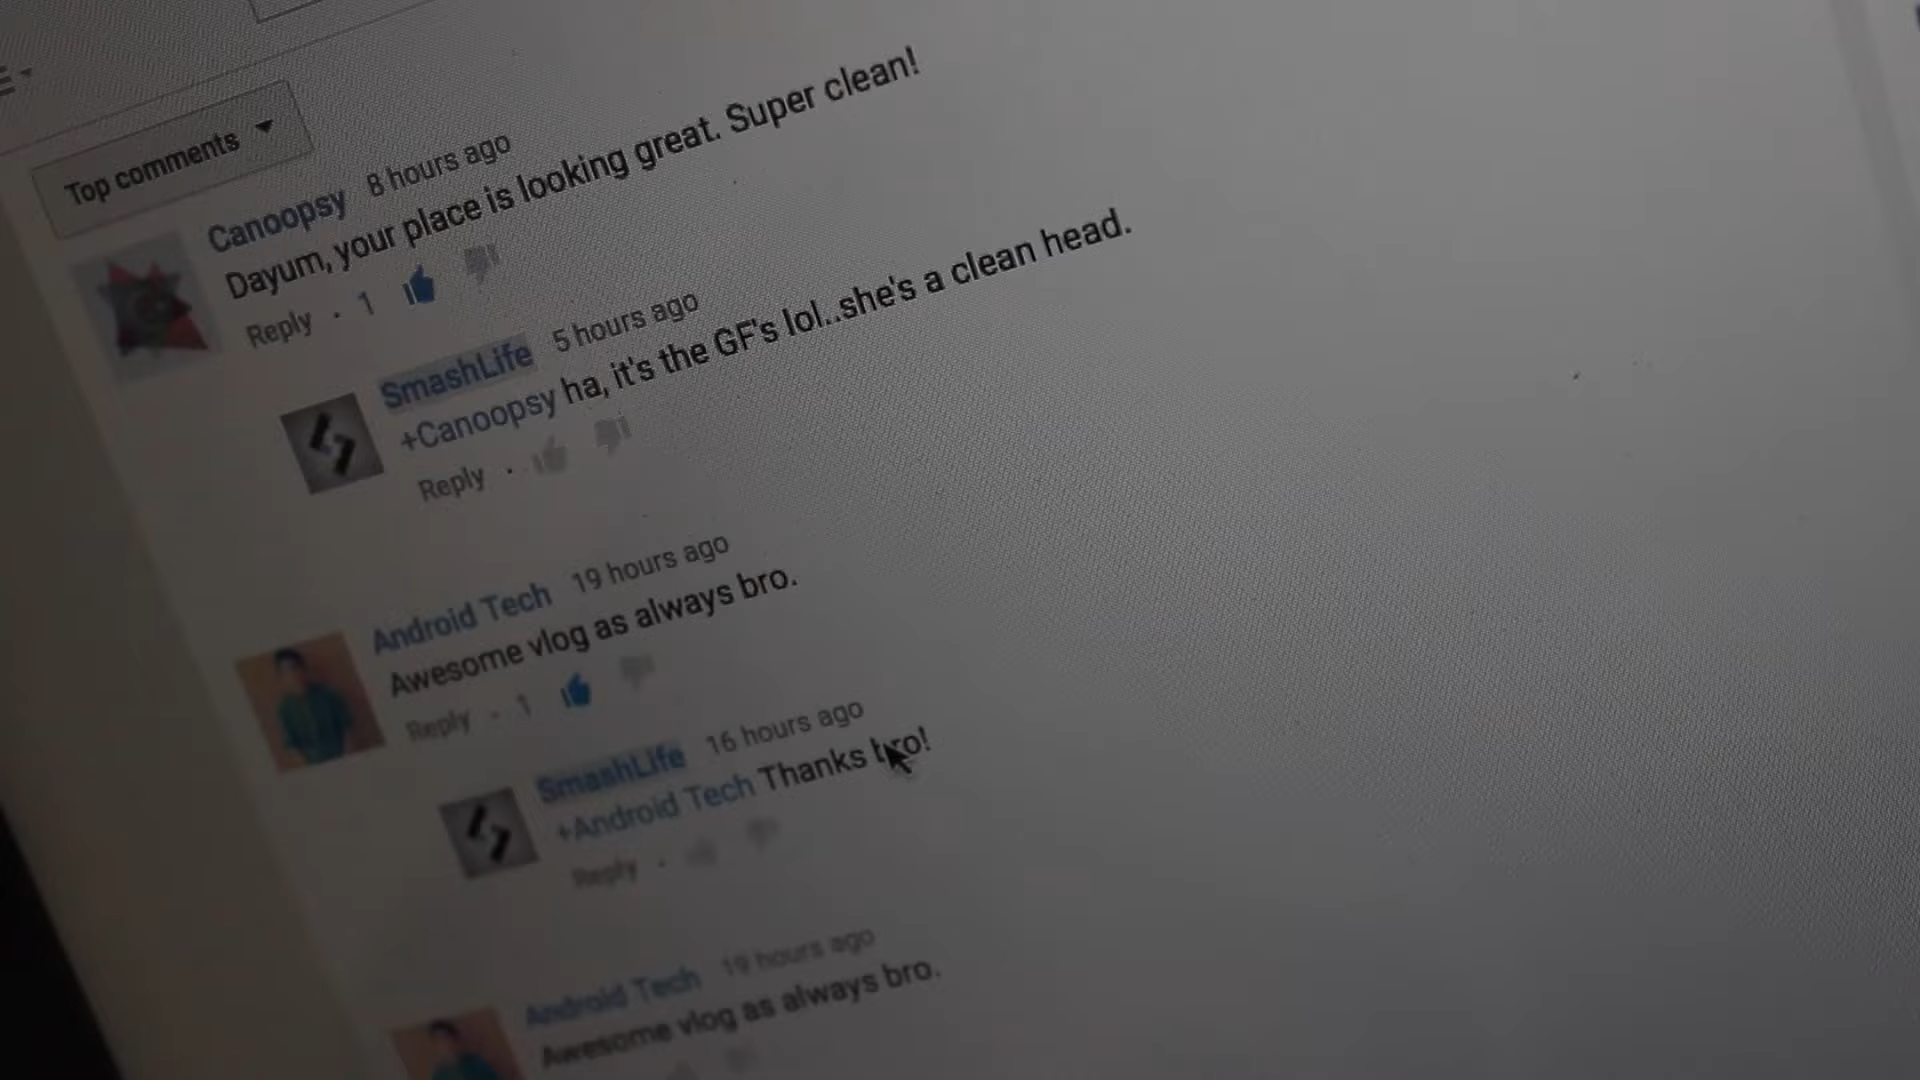 Top comments
Canoopsy 8 hours ago
Dayum, your place is looking great. Super clean!
Reply · 1
SmashLife 5 hours ago
+Canoopsy ha, it's the GF's lol..she's a clean head.
Reply ·
Android Tech 19 hours ago
Awesome vlog as always bro.
Reply · 1
SmashLife 16 hours ago
+Android Tech Thanks bro!
Reply ·
Android Tech 19 hours ago
Awesome vlog as always bro.